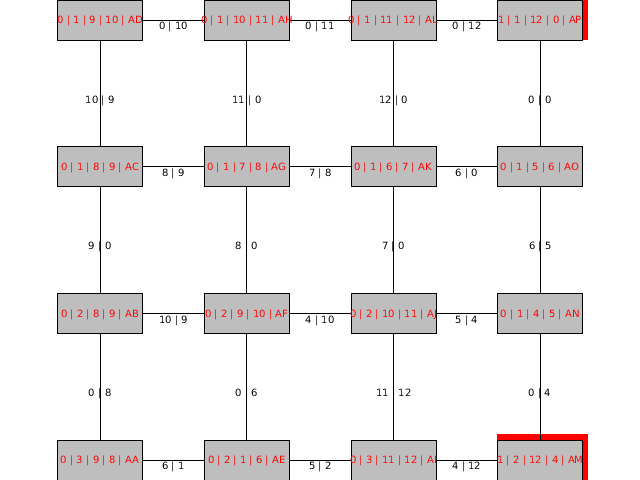 0 | 1 | 9 | 10 | AD
0 | 10
0 | 1 | 10 | 11 | AH
0 | 11
0 | 1 | 11 | 12 | AL
0 | 12
1 | 1 | 12 | 0 | AP
10 | 9
11 | 0
12 | 0
0 | 0
0 | 1 | 8 | 9 | AC
8 | 9
0 | 1 | 7 | 8 | AG
7 | 8
0 | 1 | 6 | 7 | AK
6 | 0
0 | 1 | 5 | 6 | AO
9 | 0
8 | 0
7 | 0
6 | 5
0 | 2 | 8 | 9 | AB
10 | 9
0 | 2 | 9 | 10 | AF
4 | 10
0 | 2 | 10 | 11 |
5 | 4
0 | 1 | 4 | 5 | AN
0 | 8
0 | 6
11 | 12
0 | 4
0 | 3 | 9 | 8 | AA
6 | 1
0 | 2 | 1 | 6 | AE
5 | 2
0 | 3 | 11 | 12 |
4 | 12
1 | 2 | 12 | 4 | AM